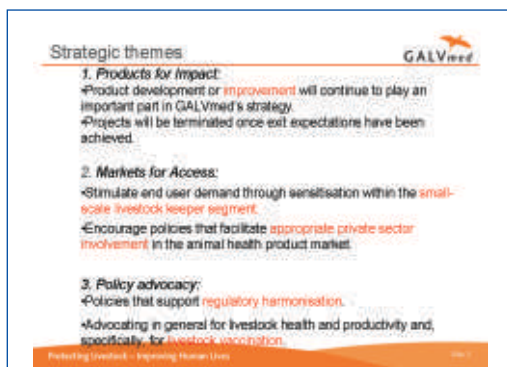 Strategic themes
GALVmed
1. Products for Impact:
•Product development or improvement will continue to play an
important part in GALVmed's strategy.
•Projects will be terminated once exit expectations have been
achieved.
2. Markets for Access:
•Stimulate end user demand through sensitisation within the small-
scale livestock keeper segment.
•Encourage policies that facilitate appropriate private sector
involvement in the animal health product market.
3. Policy advocacy:
•Policies that support regulatory harmonisation.
•Advocating in general for livestock health and productivity and,
specifically, for livestock vaccination.
Protecting Livestock – Improving Human Lives